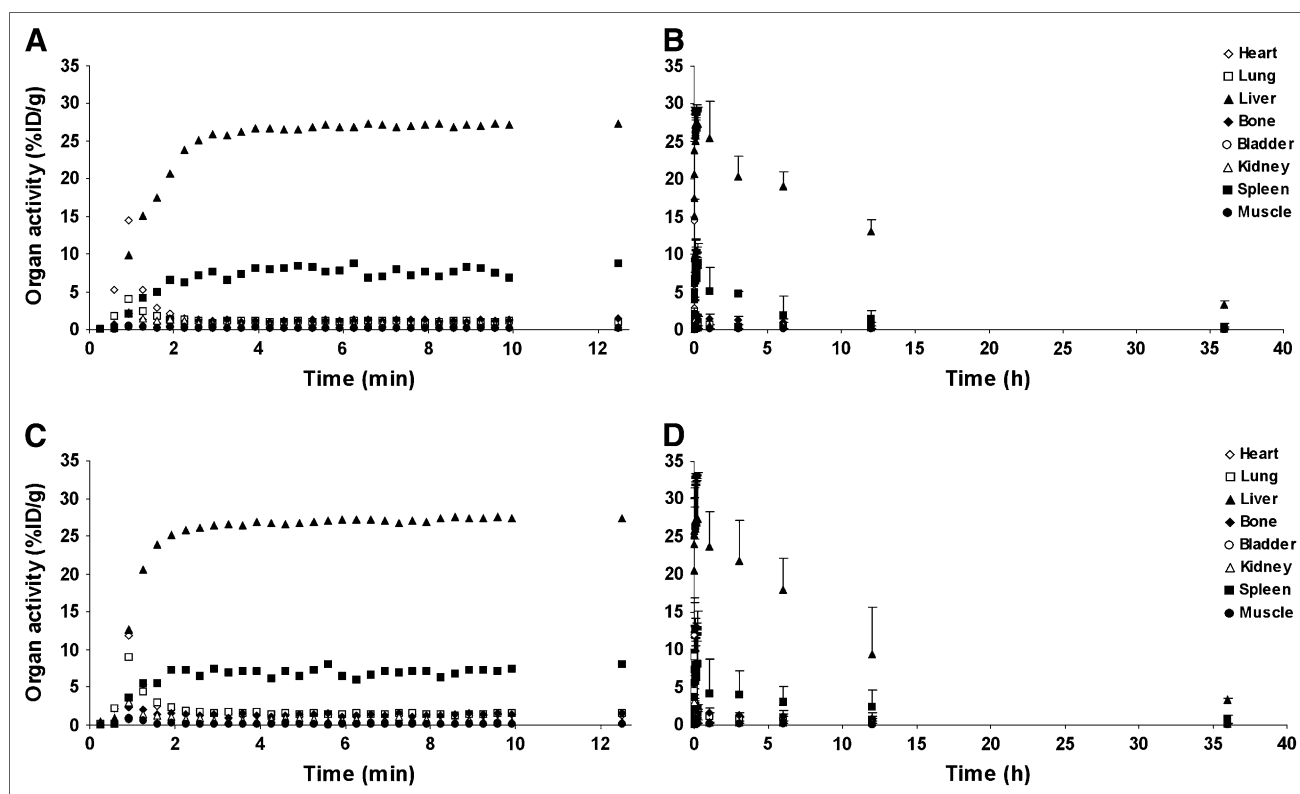 A
Organ activity (%ID/g)
35
30
25
20
15
10
5
0
0 2 4 6 8 10 12
Time (min)
B
35
30
25
20
15
10
5
0
0 5 10 15 20 25 30 35 40
Time (h)
Heart
Lung
Liver
Bone
Bladder
Kidney
Spleen
Muscle
C
Organ activity (%ID/g)
35
30
25
20
15
10
5
0
0 2 4 6 8 10 12
Time (min)
D
35
30
25
20
15
10
5
0
0 5 10 15 20 25 30 35 40
Time (h)
Heart
Lung
Liver
Bone
Bladder
Kidney
Spleen
Muscle